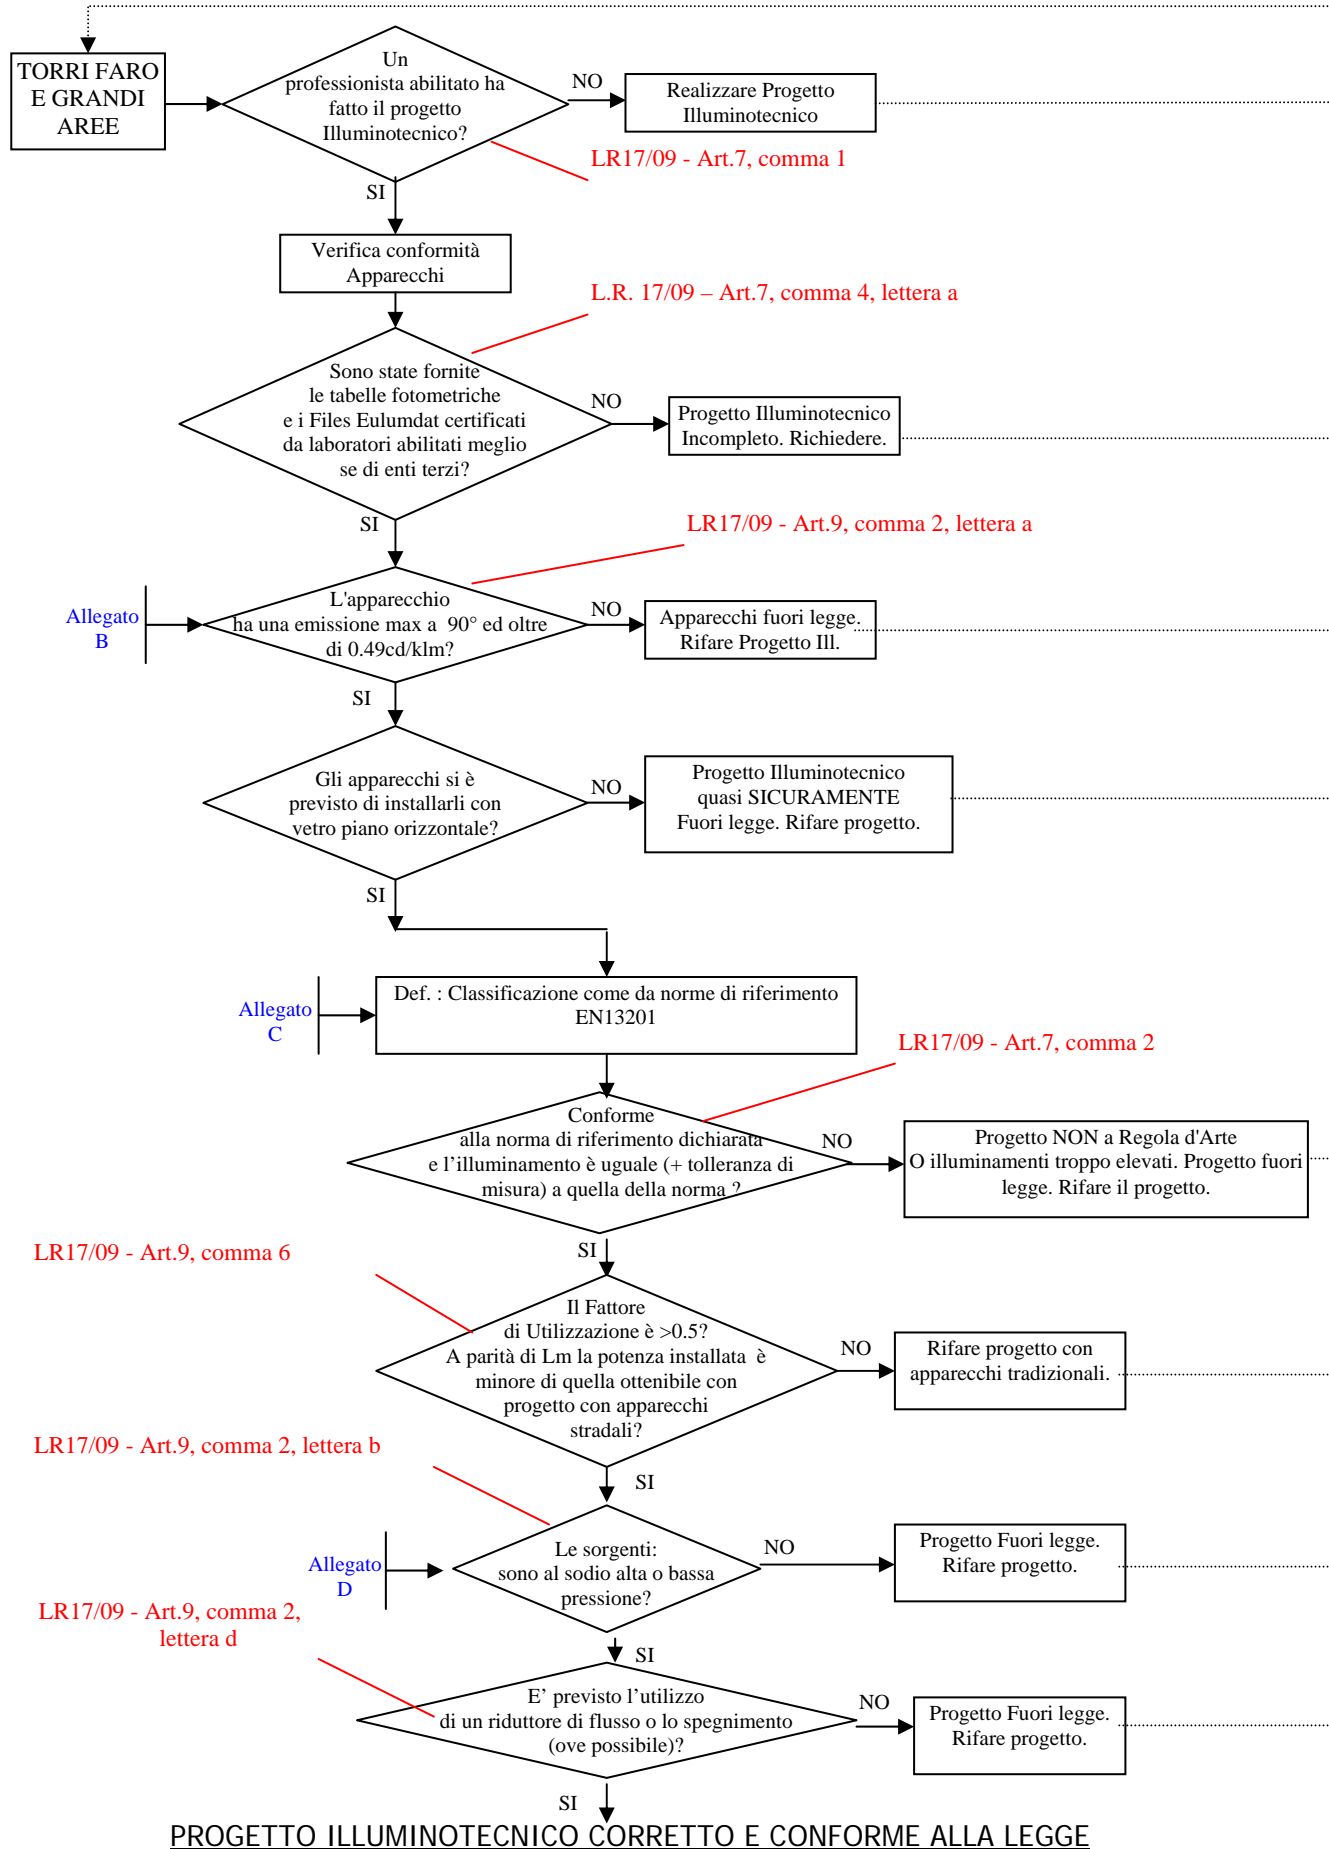 TORRI FARO
E GRANDI
AREE
Un
professionista abilitato ha
fatto il progetto
Illuminotecnico?
NO
Realizzare Progetto
Illuminotecnico
LR17/09 - Art.7, comma 1
SI
Verifica conformità
Apparecchi
L.R. 17/09 – Art.7, comma 4, lettera a
Sono state fornite
le tabelle fotometriche
e i Files Eulumdat certificati
da laboratori abilitati meglio
se di enti terzi?
NO
Progetto Illuminotecnico
Incompleto. Richiedere.
SI
LR17/09 - Art.9, comma 2, lettera a
Allegato
B
L'apparecchio
ha una emissione max a 90° ed oltre
di 0.49cd/klm?
NO
Apparecchi fuori legge.
Rifare Progetto Ill.
SI
Gli apparecchi si è
previsto di installarli con
vetro piano orizzontale?
NO
Progetto Illuminotecnico
quasi SICURAMENTE
Fuori legge. Rifare progetto.
SI
Allegato
C
Def. : Classificazione come da norme di riferimento
EN13201
LR17/09 - Art.7, comma 2
Conforme
alla norma di riferimento dichiarata
e l’illuminamento è uguale (+ tolleranza di
misura) a quella della norma ?
NO
Progetto NON a Regola d'Arte
O illuminamenti troppo elevati. Progetto fuori
legge. Rifare il progetto.
SI
LR17/09 - Art.9, comma 6
Il Fattore
di Utilizzazione è >0.5?
A parità di Lm la potenza installata è
minore di quella ottenibile con
progetto con apparecchi
stradali?
NO
Rifare progetto con
apparecchi tradizionali.
SI
LR17/09 - Art.9, comma 2, lettera b
Allegato
D
Le sorgenti:
sono al sodio alta o bassa
pressione?
NO
Progetto Fuori legge.
Rifare progetto.
SI
LR17/09 - Art.9, comma 2,
lettera d
E’ previsto l’utilizzo
di un riduttore di flusso o lo spegnimento
(ove possibile)?
NO
Progetto Fuori legge.
Rifare progetto.
SI
PROGETTO ILLUMINOTECNICO CORRETTO E CONFORME ALLA LEGGE